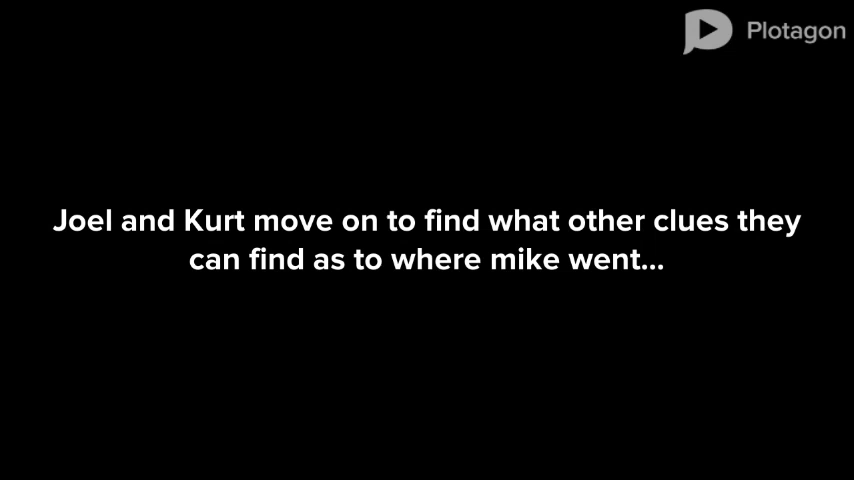 Plotagon
Joel and Kurt move on to find what other clues they
can find as to where mike went...